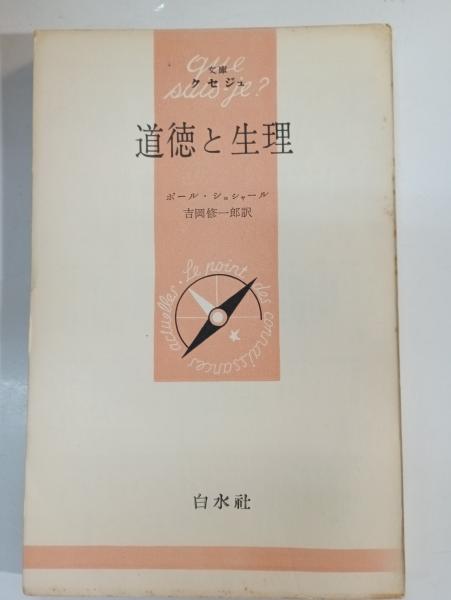 que
文庫
クセジュ
sais-je?
道徳と生理
ポール・ショシャール
吉岡修一郎訳
Le point des connaissances actuelles.
白水社